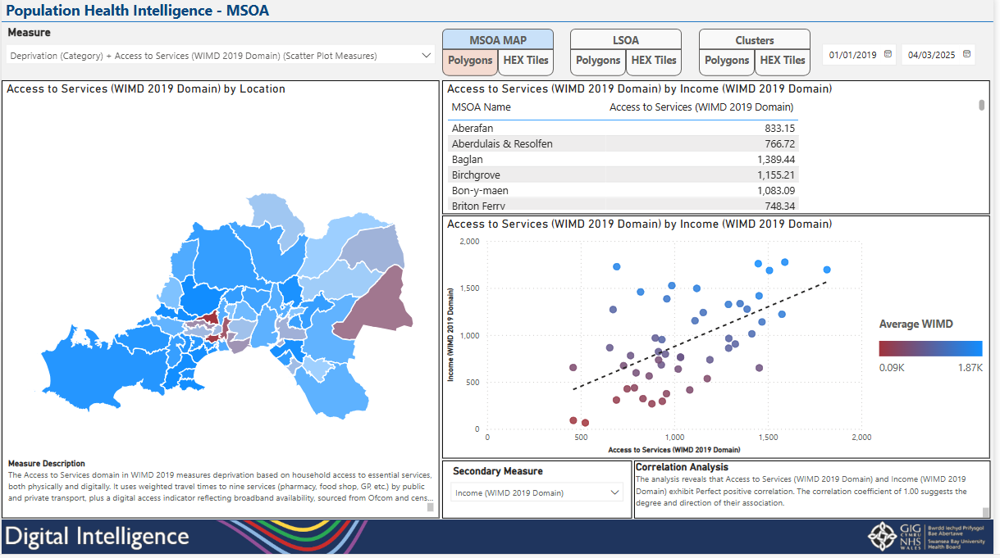 Population Health Intelligence - MSOA
Measure
Deprivation (Category) + Access to Services (WIMD 2019 Domain) (Scatter Plot Measures)
MSOA MAP
Polygons HEX Tiles
LSOA
Polygons HEX Tiles
Clusters
Polygons HEX Tiles
01/01/2019 04/03/2025
Access to Services (WIMD 2019 Domain) by Location
Measure Description
The Access to Services domain in WIMD 2019 measures deprivation based on household access to essential services,
both physically and digitally. It uses weighted travel times to nine services (pharmacy, food shop, GP, etc.) by public
and private transport, plus a digital access indicator reflecting broadband availability, sourced from Ofcom and cens...
Access to Services (WIMD 2019 Domain) by Income (WIMD 2019 Domain)
MSOA Name Access to Services (WIMD 2019 Domain)
Aberafan 833.15
Aberdulais & Resolfen 766.72
Baglan 1,389.44
Birchgrove 1,155.21
Bon-y-maen 1,083.09
Briton Ferry 748.34
Access to Services (WIMD 2019 Domain) by Income (WIMD 2019 Domain)
Income (WIMD 2019 Domain)
2,000
1,500
1,000
500
0
0 500 1,000 1,500 2,000
Access to Services (WIMD 2019 Domain)
Average WIMD
0.09K 1.87K
Secondary Measure
Income (WIMD 2019 Domain)
Correlation Analysis
The analysis reveals that Access to Services (WIMD 2019 Domain) and Income (WIMD 2019
Domain) exhibit Perfect positive correlation. The correlation coefficient of 1.00 suggests the
degree and direction of their association.
Digital Intelligence
GIG
CYMRU
NHS
WALES
Bwrdd Iechyd Prifysgol
Bae Abertawe
Swansea Bay University
Health Board